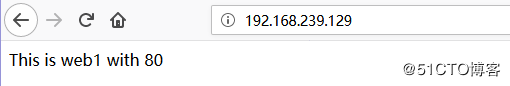 192.168.239.129
This is web1 with 80
@51CTO博客